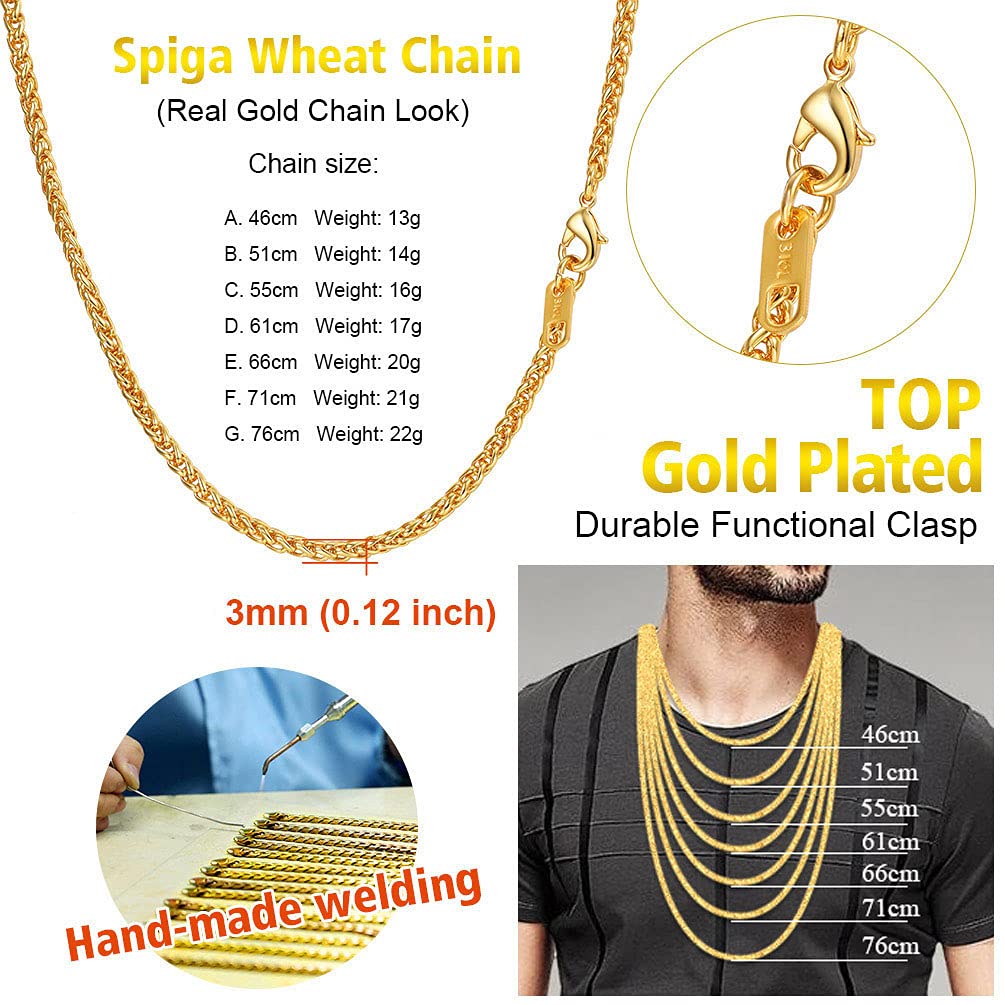 Spiga Wheat Chain
(Real Gold Chain Look)
Chain size:
A. 46cm Weight: 13g
B. 51cm Weight: 14g
C. 55cm Weight: 16g
D. 61cm Weight: 17g
E. 66cm Weight: 20g
F. 71cm Weight: 21g
G. 76cm Weight: 22g
3mm (0.12 inch)
316L
316L
TOP
Gold Plated
Durable Functional Clasp
Hand-made welding
46cm
51cm
55cm
61cm
66cm
71cm
76cm